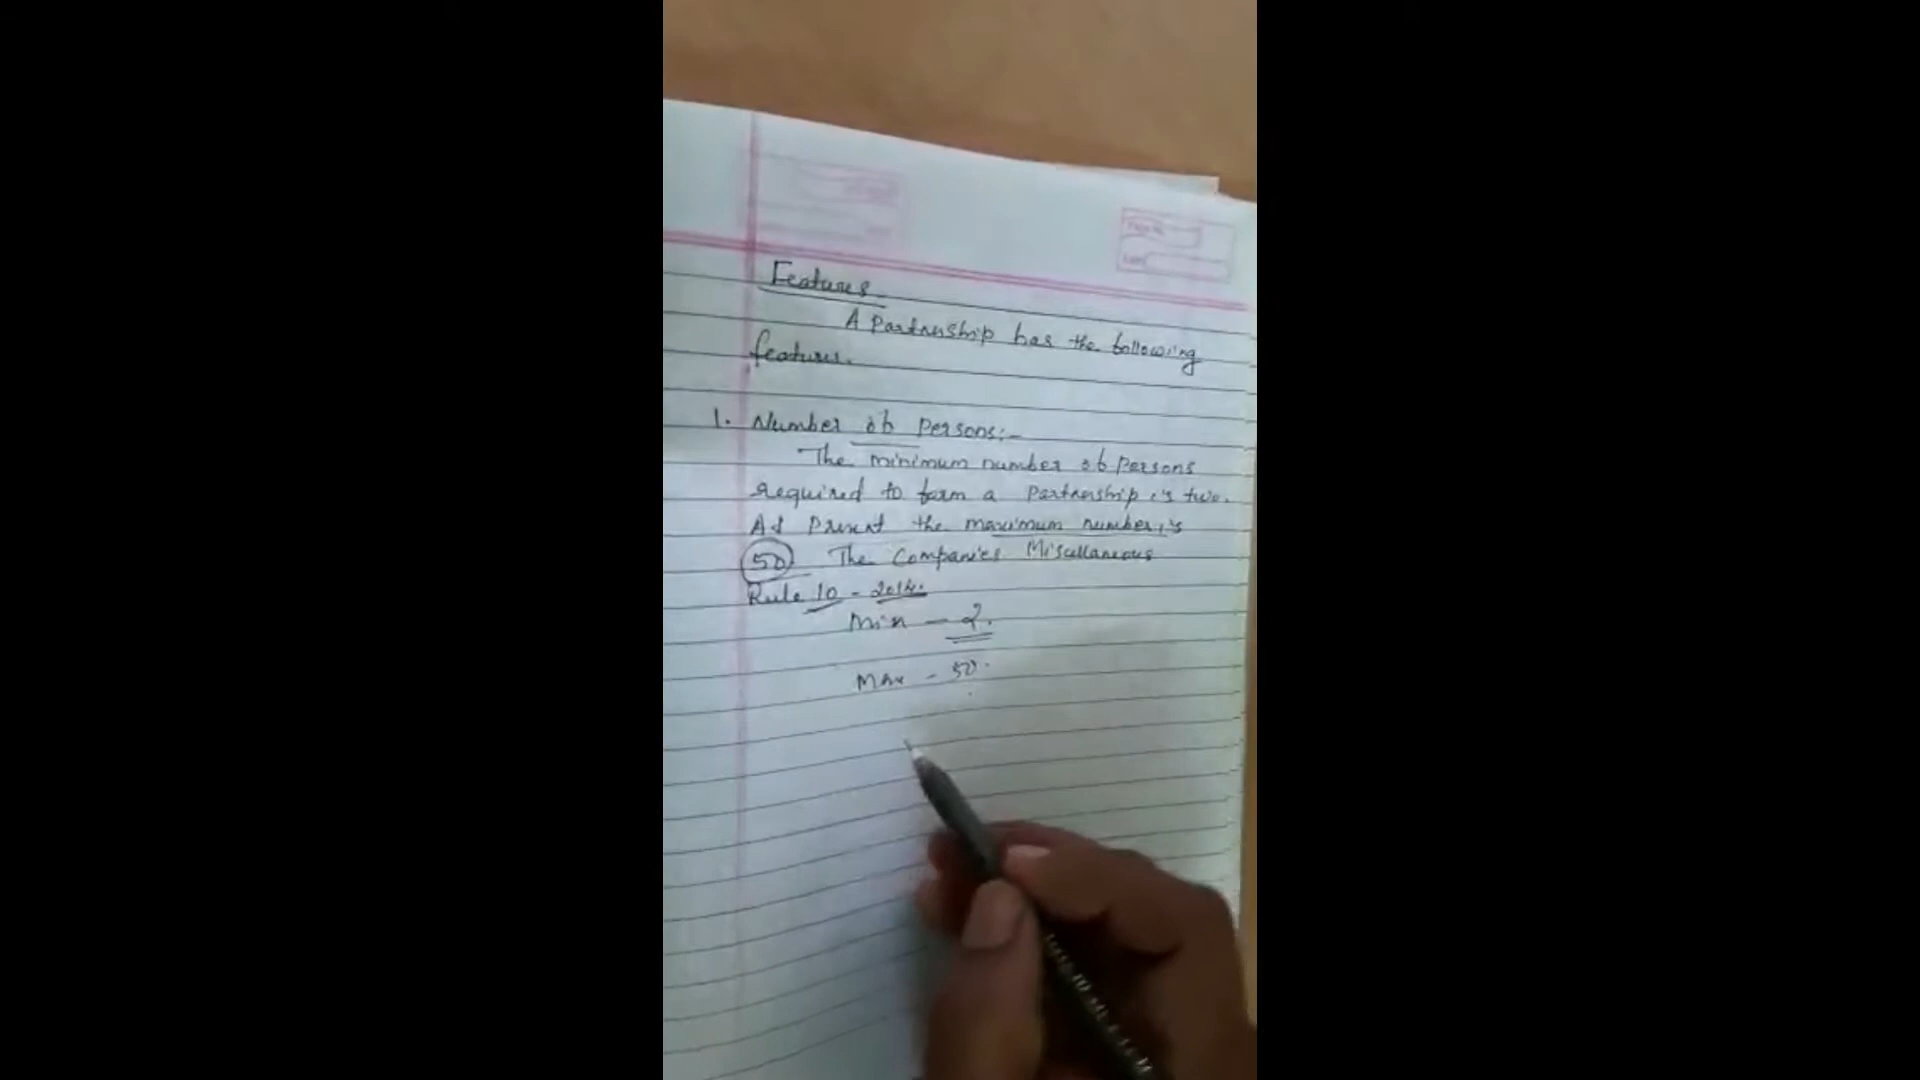 Features
A Partnership has the following
features.
1. Number of Persons:-
The minimum number of Persons
required to form a Partnership is two.
At Present the maximum number is
50 The Companies Miscellaneous
Rule 10 - 2014.
Min - 2.
Max - 50.